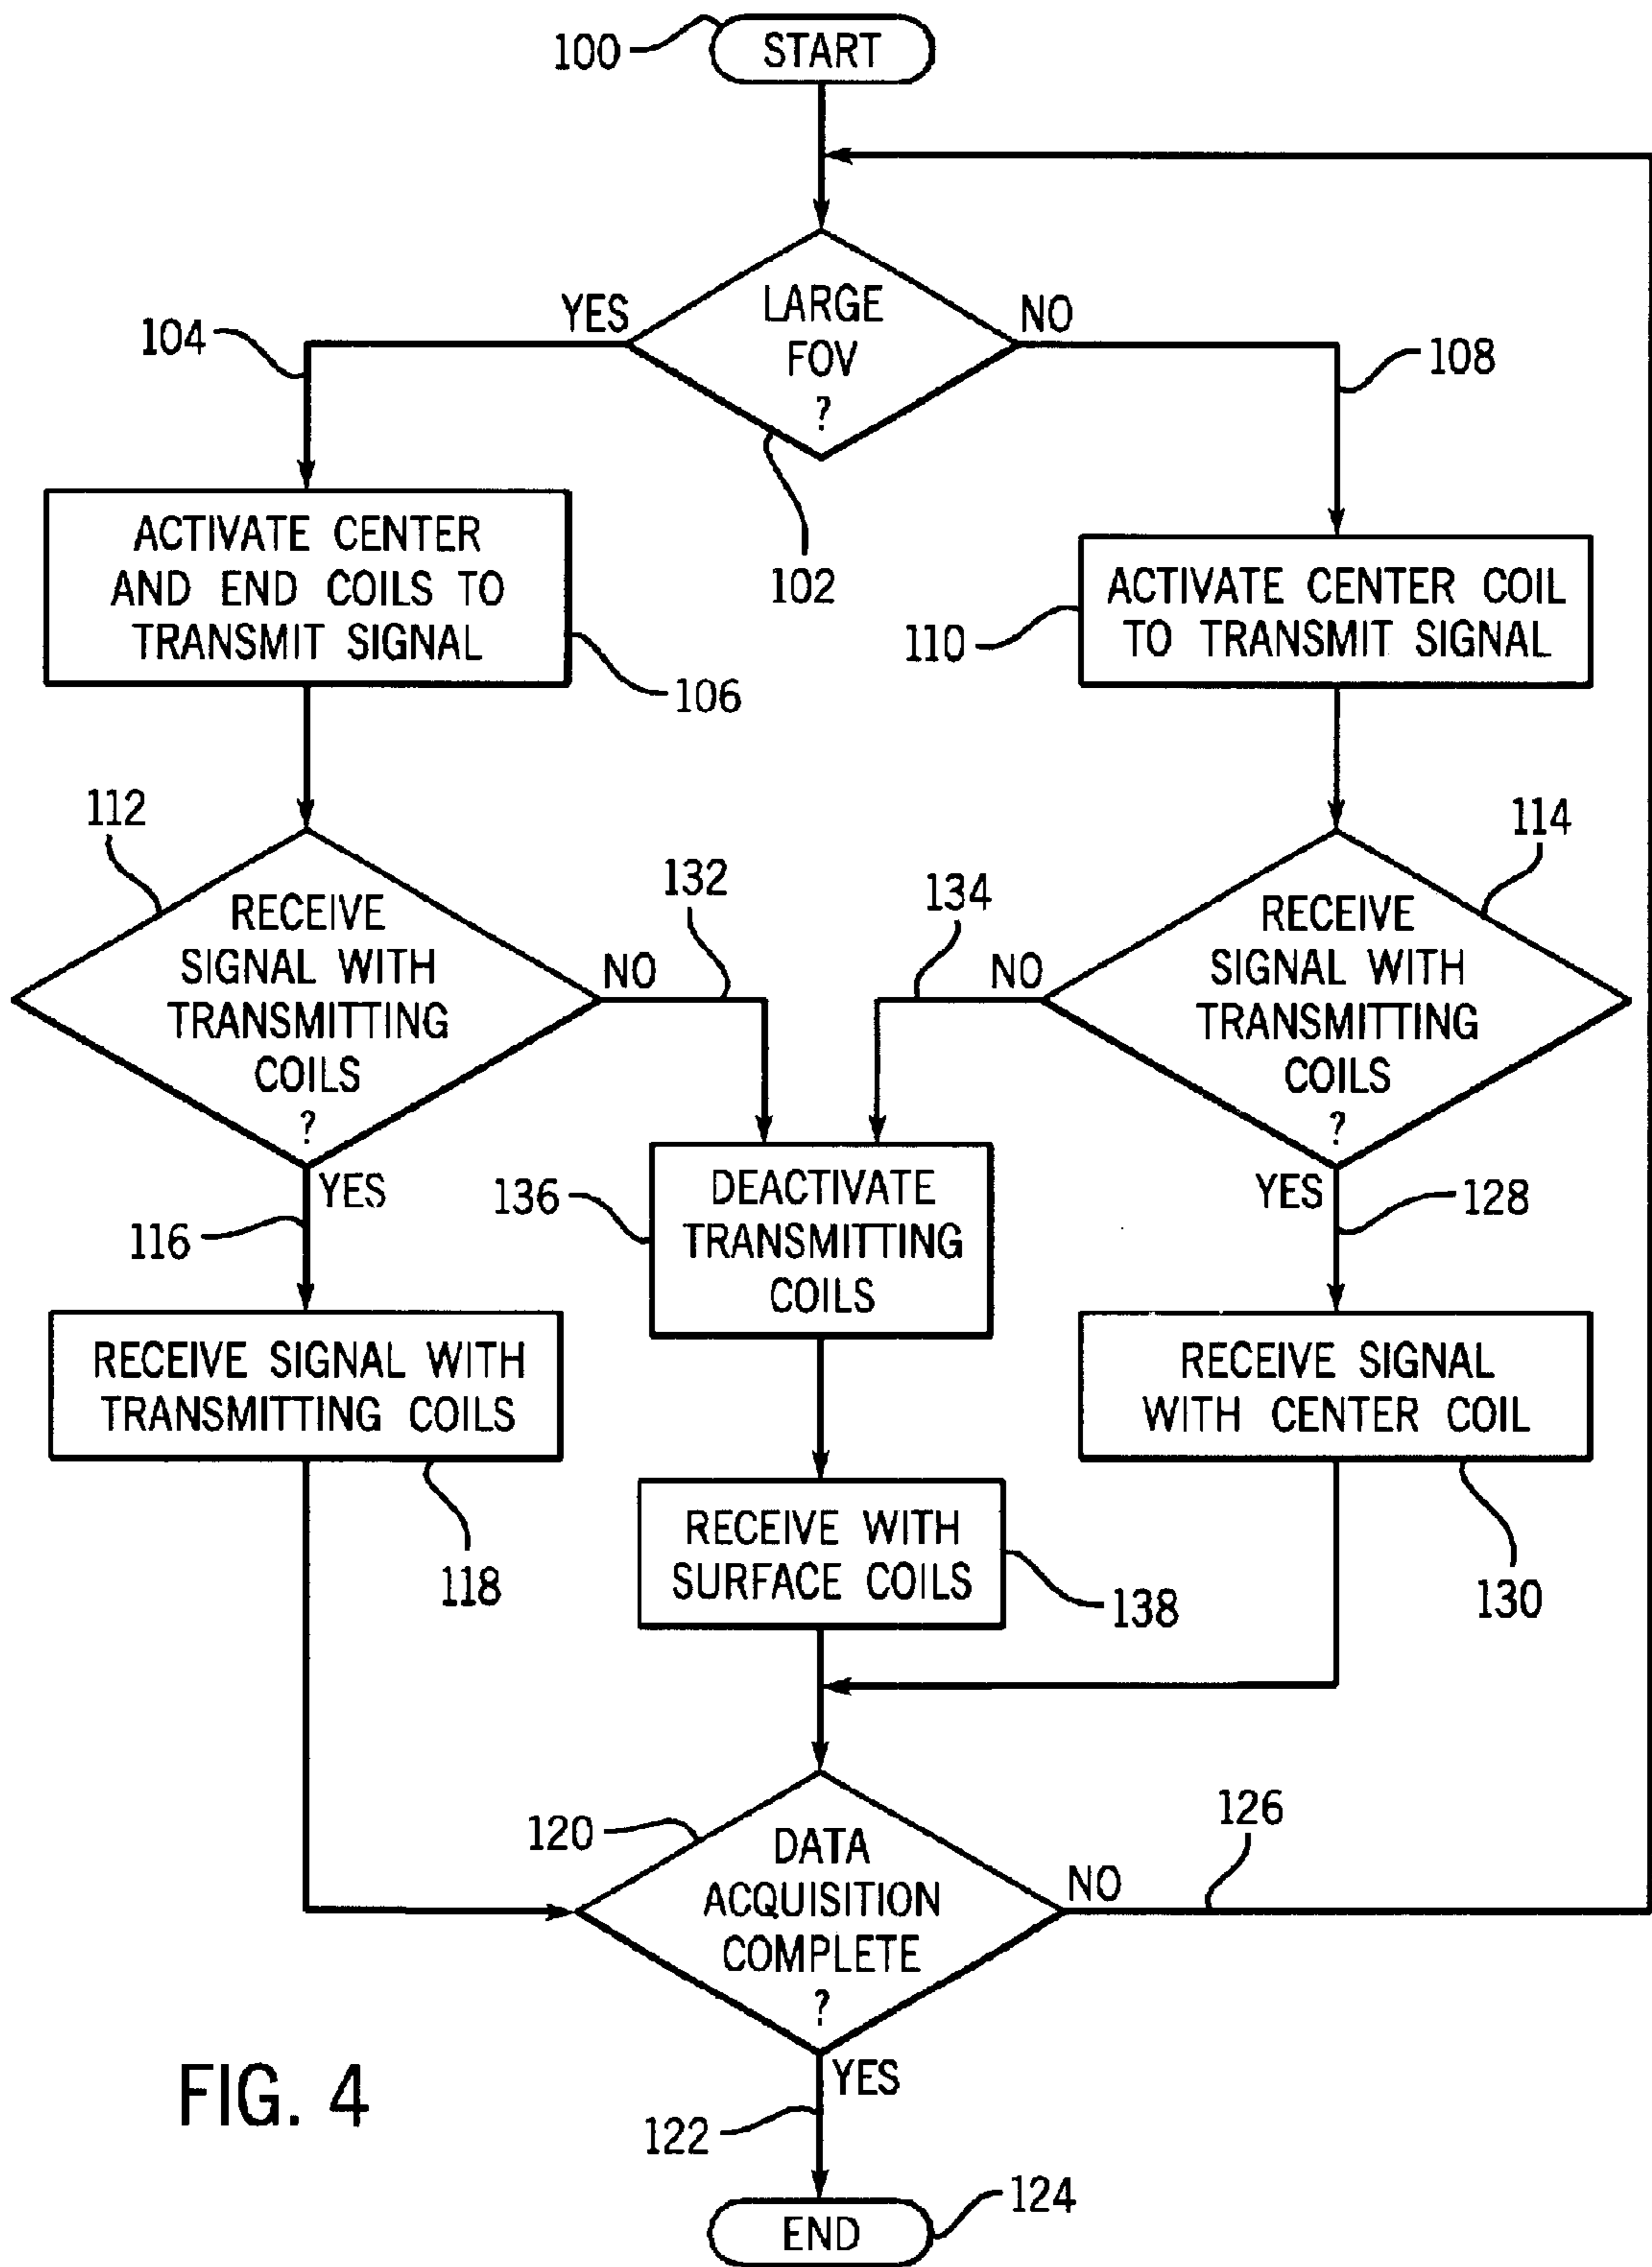 100
START
YES
LARGE
FOV
?
NO
104
108
102
ACTIVATE CENTER
AND END COILS TO
TRANSMIT SIGNAL
106
110
ACTIVATE CENTER COIL
TO TRANSMIT SIGNAL
112
RECEIVE
SIGNAL WITH
TRANSMITTING
COILS
?
NO
132
134
NO
114
RECEIVE
SIGNAL WITH
TRANSMITTING
COILS
?
YES
116
136
DEACTIVATE
TRANSMITTING
COILS
YES
128
RECEIVE SIGNAL WITH
TRANSMITTING COILS
118
RECEIVE WITH
SURFACE COILS
138
RECEIVE SIGNAL
WITH CENTER COIL
130
120
DATA
ACQUISITION
COMPLETE
?
NO
126
YES
122
END
124
FIG. 4